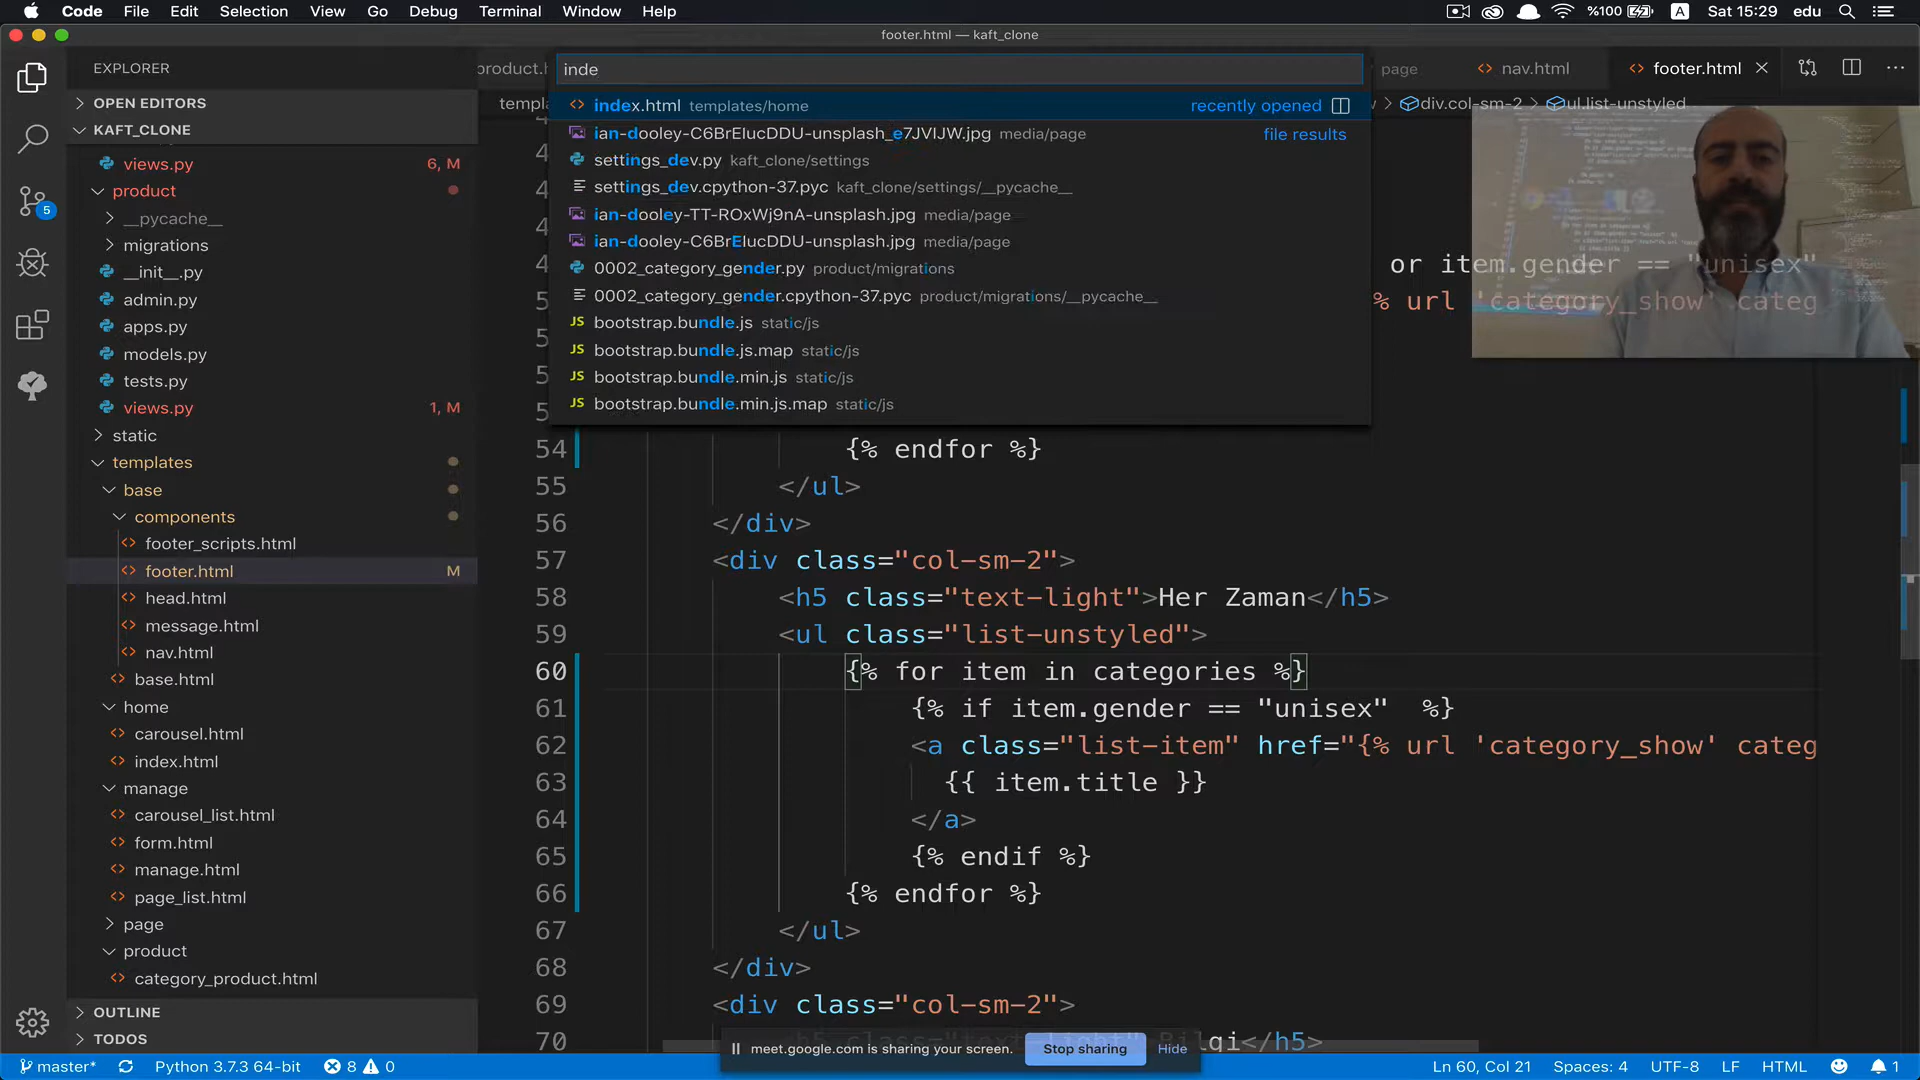 Code File Edit Selection View Go Debug Terminal Window Help
%100 A Sat 15:29 edu
footer.html — kaft_clone
EXPLORER
OPEN EDITORS
KAFT_CLONE
views.py 6, M
product
__pycache__
migrations
__init__.py
admin.py
apps.py
models.py
tests.py
views.py 1, M
static
templates
base
components
footer_scripts.html
footer.html M
head.html
message.html
nav.html
base.html
home
carousel.html
index.html
manage
carousel_list.html
form.html
manage.html
page_list.html
page
product
category_product.html
OUTLINE
TODOS
5
page nav.html footer.html
div.col-sm-2 ul.list-unstyled
inde
index.html templates/home recently opened
ian-dooley-C6BrEIucDDU-unsplash_e7JVIJW.jpg media/page file results
settings_dev.py kaft_clone/settings
settings_dev.cpython-37.pyc kaft_clone/settings/__pycache__
ian-dooley-TT-ROxWj9nA-unsplash.jpg media/page
ian-dooley-C6BrEIucDDU-unsplash.jpg media/page
0002_category_gender.py product/migrations
0002_category_gender.cpython-37.pyc product/migrations/__pycache__
bootstrap.bundle.js static/js
bootstrap.bundle.js.map static/js
bootstrap.bundle.min.js static/js
bootstrap.bundle.min.js.map static/js
or item.gender == "unisex"
% url 'category_show' categ
54 {% endfor %}
55 </ul>
56 </div>
57 <div class="col-sm-2">
58 <h5 class="text-light">Her Zaman</h5>
59 <ul class="list-unstyled">
60 {% for item in categories %}
61 {% if item.gender == "unisex"  %}
62 <a class="list-item" href="{% url 'category_show' categ
63 {{ item.title }}
64 </a>
65 {% endif %}
66 {% endfor %}
67 </ul>
68 </div>
69 <div class="col-sm-2">
70 <h5 class="text-light">Bilgi</h5>
meet.google.com is sharing your screen. Stop sharing Hide
master* Python 3.7.3 64-bit 8 0 Ln 60, Col 21 Spaces: 4 UTF-8 LF HTML 1